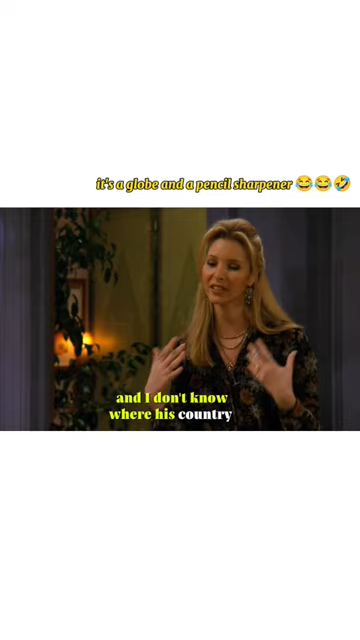 it's a globe and a pencil sharpener 😂😂🤣
and I don't know
where his country